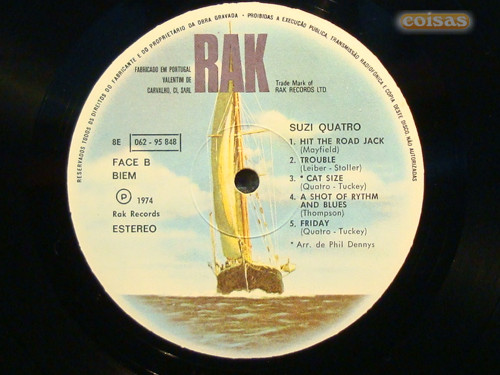 coisas
RESERVADOS TODOS OS DIREITOS DO FABRICANTE E DO PROPRIETÁRIO DA OBRA GRAVADA - PROIBIDAS A EXECUÇÃO PÚBLICA, TRANSMISSÃO RADIOFÓNICA E CÓPIA DESTE DISCO, NÃO AUTORIZADAS
RAK
FABRICADO EM PORTUGAL
VALENTIM DE
CARVALHO, CI, SARL
Trade Mark of
RAK RECORDS LTD.
8E 062 - 95 848
FACE B
BIEM
P 1974
Rak Records
ESTEREO
SUZI QUATRO
1. HIT THE ROAD JACK
(Mayfield)
2. TROUBLE
(Leiber - Stoller)
3. * CAT SIZE
(Quatro - Tuckey)
4. A SHOT OF RYTHM
AND BLUES
(Thompson)
5. FRIDAY
(Quatro - Tuckey)
* Arr. de Phil Dennys